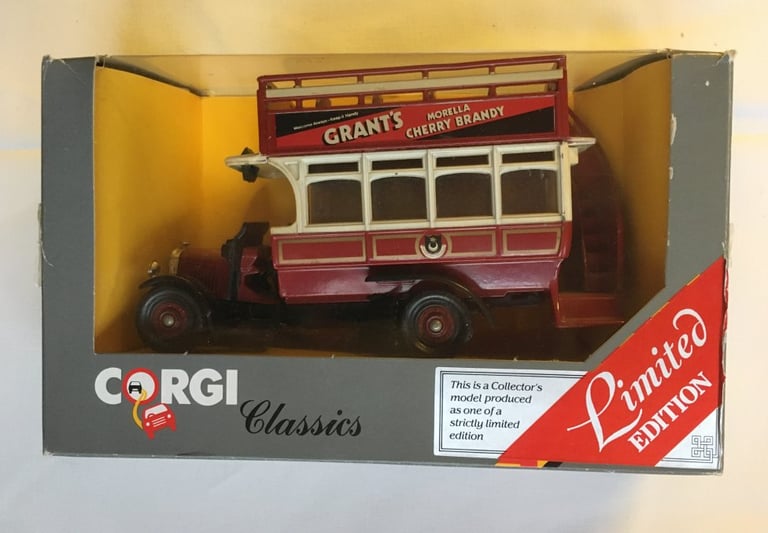 GRANT'S
MORELLA
CHERRY BRANDY
CORGI
Classics
This is a Collector's
model produced
as one of a
strictly limited
edition
Limited
EDITION